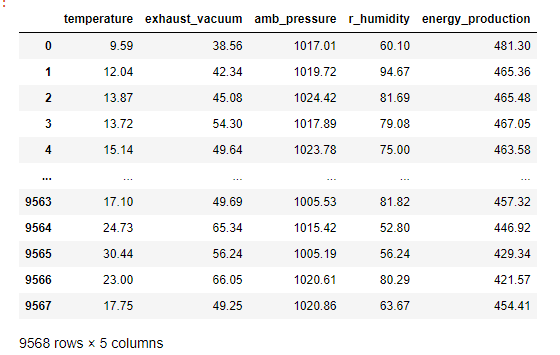 :
temperature exhaust_vacuum amb_pressure r_humidity energy_production
0 9.59 38.56 1017.01 60.10 481.30
1 12.04 42.34 1019.72 94.67 465.36
2 13.87 45.08 1024.42 81.69 465.48
3 13.72 54.30 1017.89 79.08 467.05
4 15.14 49.64 1023.78 75.00 463.58
... ... ... ... ... ...
9563 17.10 49.69 1005.53 81.82 457.32
9564 24.73 65.34 1015.42 52.80 446.92
9565 30.44 56.24 1005.19 56.24 429.34
9566 23.00 66.05 1020.61 80.29 421.57
9567 17.75 49.25 1020.86 63.67 454.41
9568 rows × 5 columns